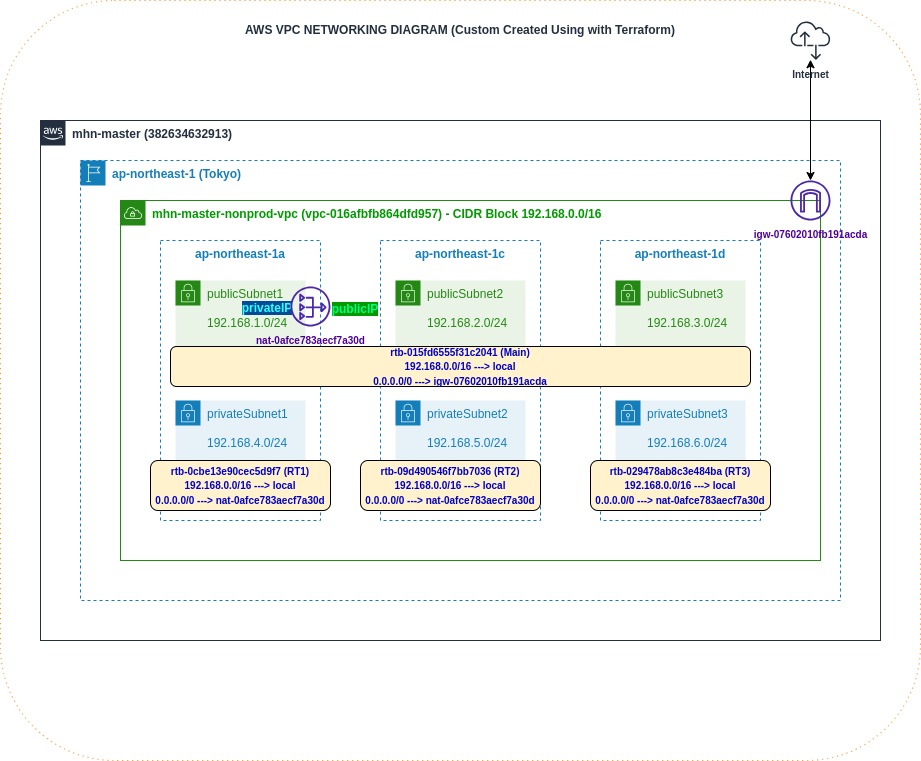 AWS VPC NETWORKING DIAGRAM (Custom Created Using with Terraform)
Internet
aws
mhn-master (382634632913)
ap-northeast-1 (Tokyo)
mhn-master-nonprod-vpc (vpc-016afbfb864dfd957) - CIDR Block 192.168.0.0/16
igw-07602010fb191acda
ap-northeast-1a
ap-northeast-1c
ap-northeast-1d
publicSubnet1
192.168.1.0/24
privateIP
publicIP
nat-0afce783aecf7a30d
publicSubnet2
192.168.2.0/24
publicSubnet3
192.168.3.0/24
rtb-015fd6555f31c2041 (Main)
192.168.0.0/16 ---> local
0.0.0.0/0 ---> igw-07602010fb191acda
privateSubnet1
192.168.4.0/24
privateSubnet2
192.168.5.0/24
privateSubnet3
192.168.6.0/24
rtb-0cbe13e90cec5d9f7 (RT1)
192.168.0.0/16 ---> local
0.0.0.0/0 ---> nat-0afce783aecf7a30d
rtb-09d490546f7bb7036 (RT2)
192.168.0.0/16 ---> local
0.0.0.0/0 ---> nat-0afce783aecf7a30d
rtb-029478ab8c3e484ba (RT3)
192.168.0.0/16 ---> local
0.0.0.0/0 ---> nat-0afce783aecf7a30d